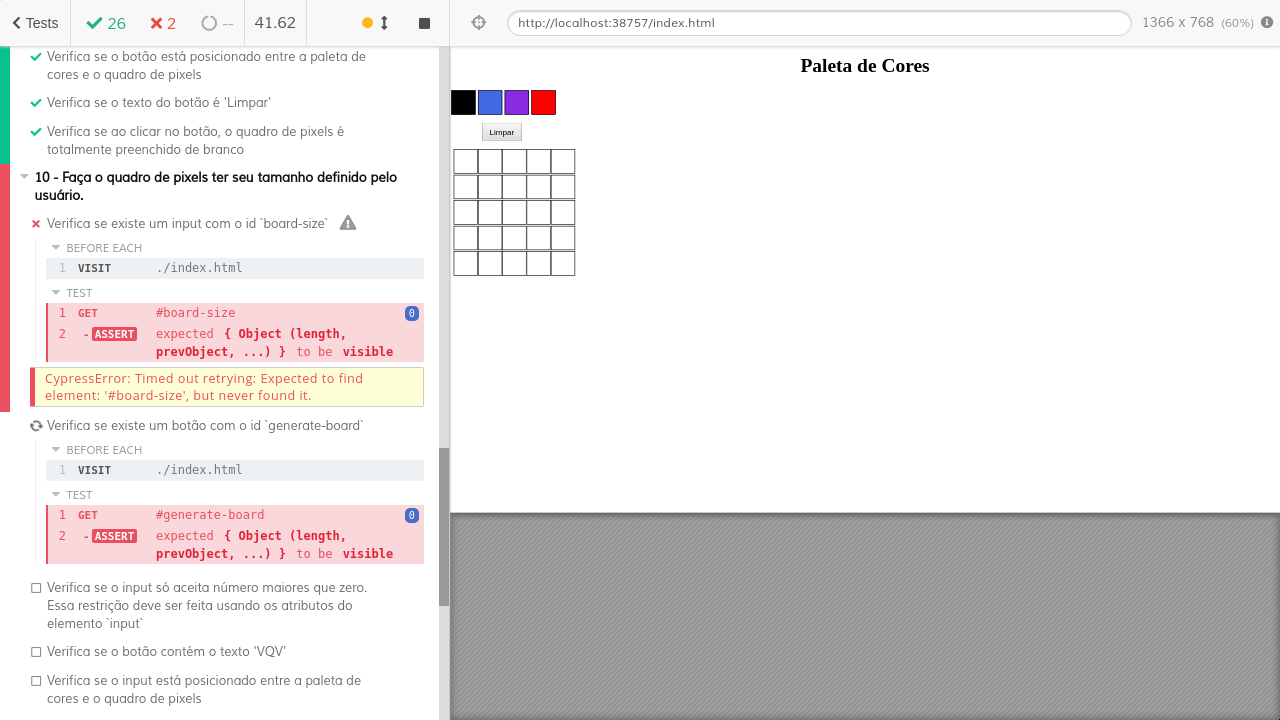 Tests 26 2 -- 41.62
http://localhost:38757/index.html 1366 x 768 (60%)
Verifica se o botão está posicionado entre a paleta de
cores e o quadro de pixels
Verifica se o texto do botão é 'Limpar'
Verifica se ao clicar no botão, o quadro de pixels é
totalmente preenchido de branco
10 - Faça o quadro de pixels ter seu tamanho definido pelo
usuário.
Verifica se existe um input com o id `board-size`
BEFORE EACH
1 VISIT ./index.html
TEST
1 GET #board-size 0
2 -ASSERT expected { Object (length,
prevObject, ...) } to be visible
CypressError: Timed out retrying: Expected to find
element: '#board-size', but never found it.
Verifica se existe um botão com o id `generate-board`
BEFORE EACH
1 VISIT ./index.html
TEST
1 GET #generate-board 0
2 -ASSERT expected { Object (length,
prevObject, ...) } to be visible
Verifica se o input só aceita número maiores que zero.
Essa restrição deve ser feita usando os atributos do
elemento `input`
Verifica se o botão contém o texto 'VQV'
Verifica se o input está posicionado entre a paleta de
cores e o quadro de pixels
Paleta de Cores
Limpar